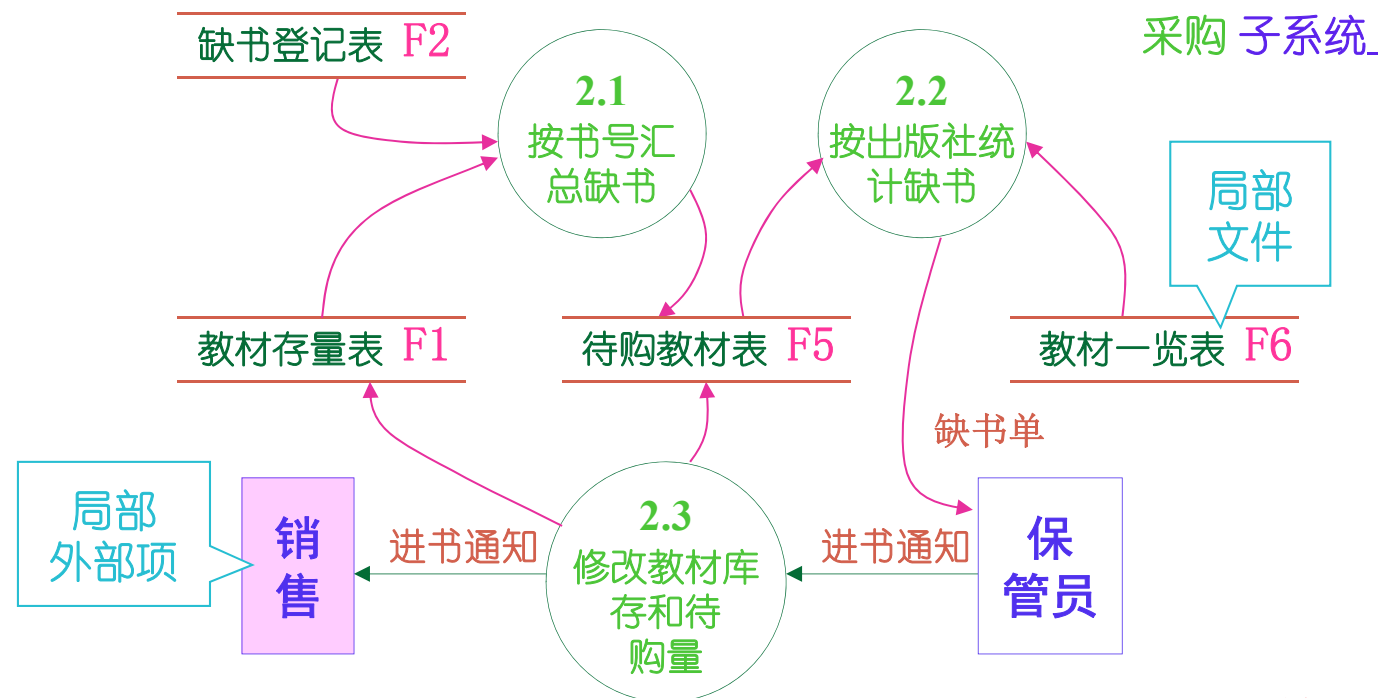 缺书登记表 F2
采购 子系统
2.1
按书号汇
总缺书
2.2
按出版社统
计缺书
局部
文件
教材存量表 F1
待购教材表 F5
教材一览表 F6
缺书单
局部
外部项
销
售
进书通知
2.3
修改教材库
存和待
购量
进书通知
保
管员